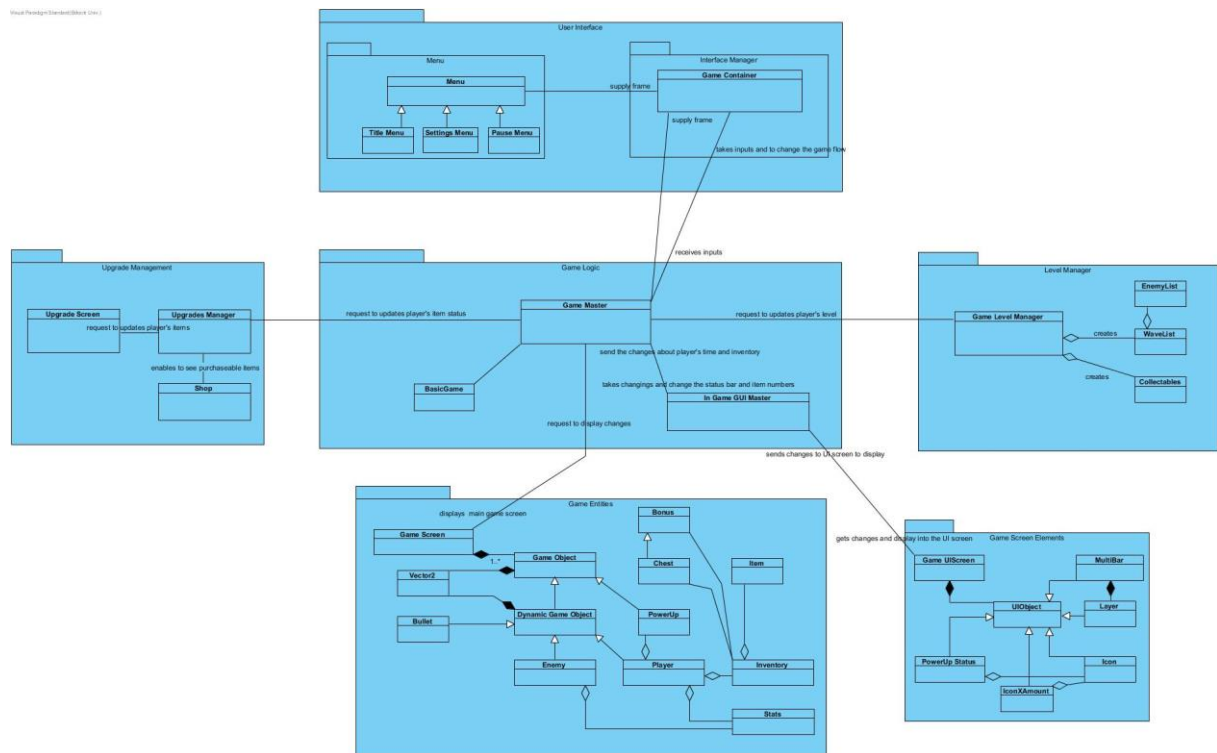 Visual Paradigm Standard(Bilkent Univ.)
User Interface
Menu
Interface Manager
Menu
Game Container
supply frame
supply frame
Title Menu
Settings Menu
Pause Menu
takes inputs and to change the game flow
Upgrade Management
Game Logic
Level Manager
receives inputs
Upgrade Screen
Upgrades Manager
request to updates player's items
request to updates player's item status
Game Master
request to updates player's level
Game Level Manager
EnemyList
creates
WaveList
enables to see purchaseable items
Shop
send the changes about player's time and inventory
BasicGame
takes changings and change the status bar and item numbers
In Game GUI Master
creates
Collectables
request to display changes
sends changes to UI screen to display
Game Entities
displays main game screen
Game Screen
Bonus
gets changes and display into the UI screen
Game Screen Elements
1..*
Game Object
Chest
Item
Game UIScreen
MultiBar
Vector2
Bullet
Dynamic Game Object
PowerUp
UIObject
Layer
Enemy
Player
Inventory
PowerUp Status
Icon
IconXAmount
Stats